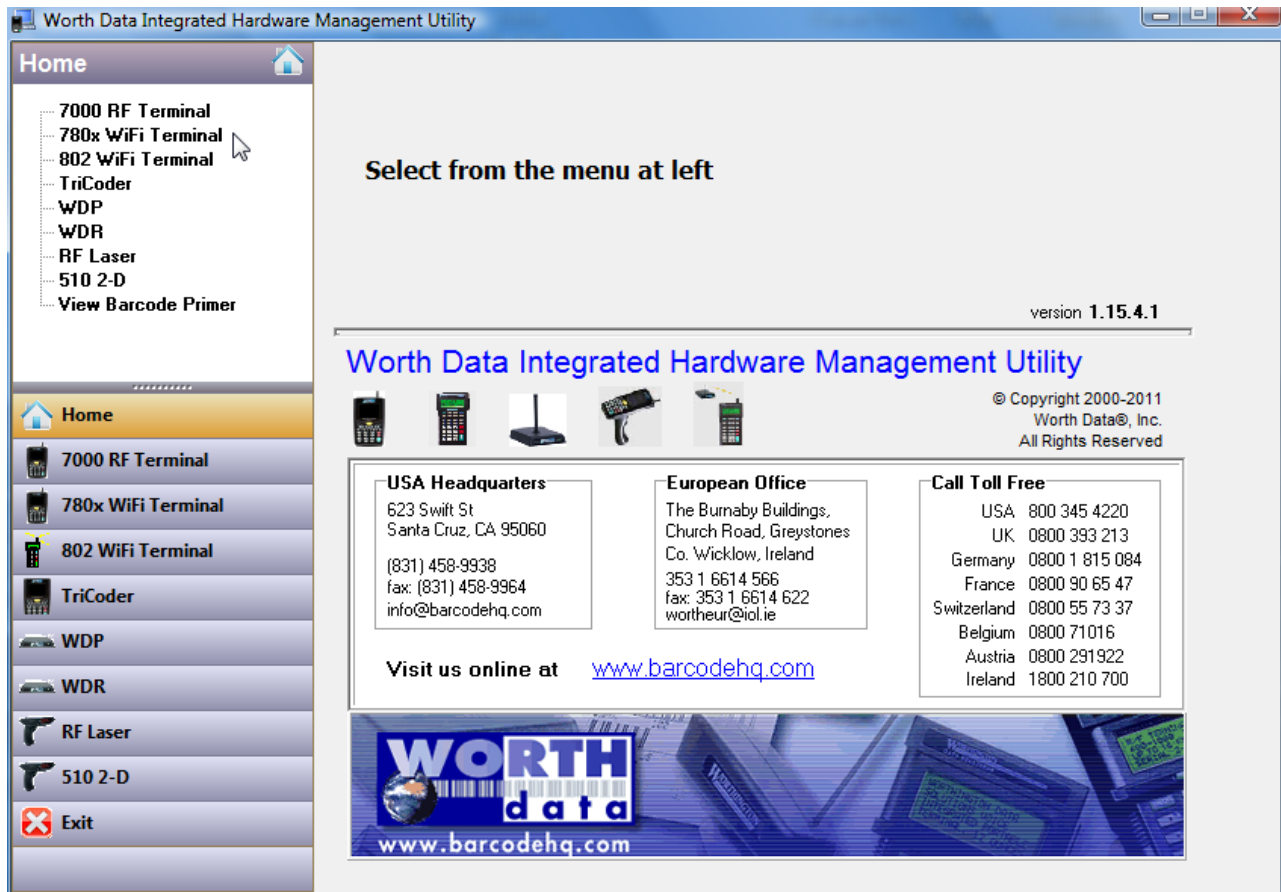 Worth Data Integrated Hardware Management Utility
Home
7000 RF Terminal
780x WiFi Terminal
802 WiFi Terminal
TriCoder
WDP
WDR
RF Laser
510 2-D
View Barcode Primer
Home
7000 RF Terminal
780x WiFi Terminal
802 WiFi Terminal
TriCoder
WDP
WDR
RF Laser
510 2-D
Exit
Select from the menu at left
version 1.15.4.1
Worth Data Integrated Hardware Management Utility
© Copyright 2000-2011
Worth Data®, Inc.
All Rights Reserved
USA Headquarters
623 Swift St
Santa Cruz, CA 95060
(831) 458-9938
fax: (831) 458-9964
info@barcodehq.com
European Office
The Burnaby Buildings,
Church Road, Greystones
Co. Wicklow, Ireland
353 1 6614 566
fax: 353 1 6614 622
wortheur@iol.ie
Call Toll Free
USA 800 345 4220
UK 0800 393 213
Germany 0800 1 815 084
France 0800 90 65 47
Switzerland 0800 55 73 37
Belgium 0800 71016
Austria 0800 291922
Ireland 1800 210 700
Visit us online at www.barcodehq.com
WORTH
data
www.barcodehq.com